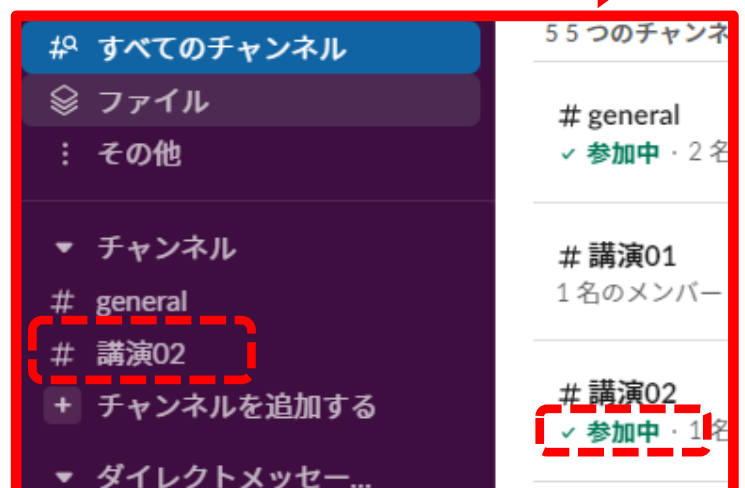 すべてのチャンネル
ファイル
その他
チャンネル
# general
# 講演02
+ チャンネルを追加する
ダイレクトメッセー...
55つのチャンネ
# general
✓ 参加中 · 2名
# 講演01
1名のメンバー
# 講演02
✓ 参加中 · 1名